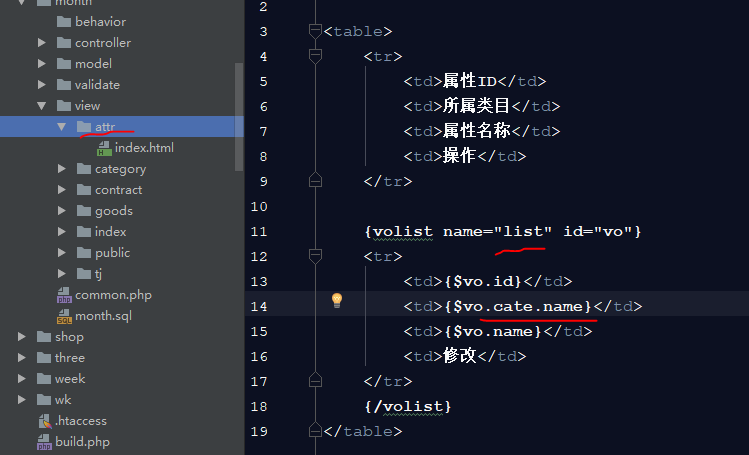 month
behavior
controller
model
validate
view
attr
index.html
category
contract
goods
index
public
tj
common.php
month.sql
shop
three
week
wk
.htaccess
build.php
2
3 <table>
4 <tr>
5 <td>属性ID</td>
6 <td>所属类目</td>
7 <td>属性名称</td>
8 <td>操作</td>
9 </tr>
10
11 {volist name="list" id="vo"}
12 <tr>
13 <td>{$vo.id}</td>
14 <td>{$vo.cate.name}</td>
15 <td>{$vo.name}</td>
16 <td>修改</td>
17 </tr>
18 {/volist}
19 </table>